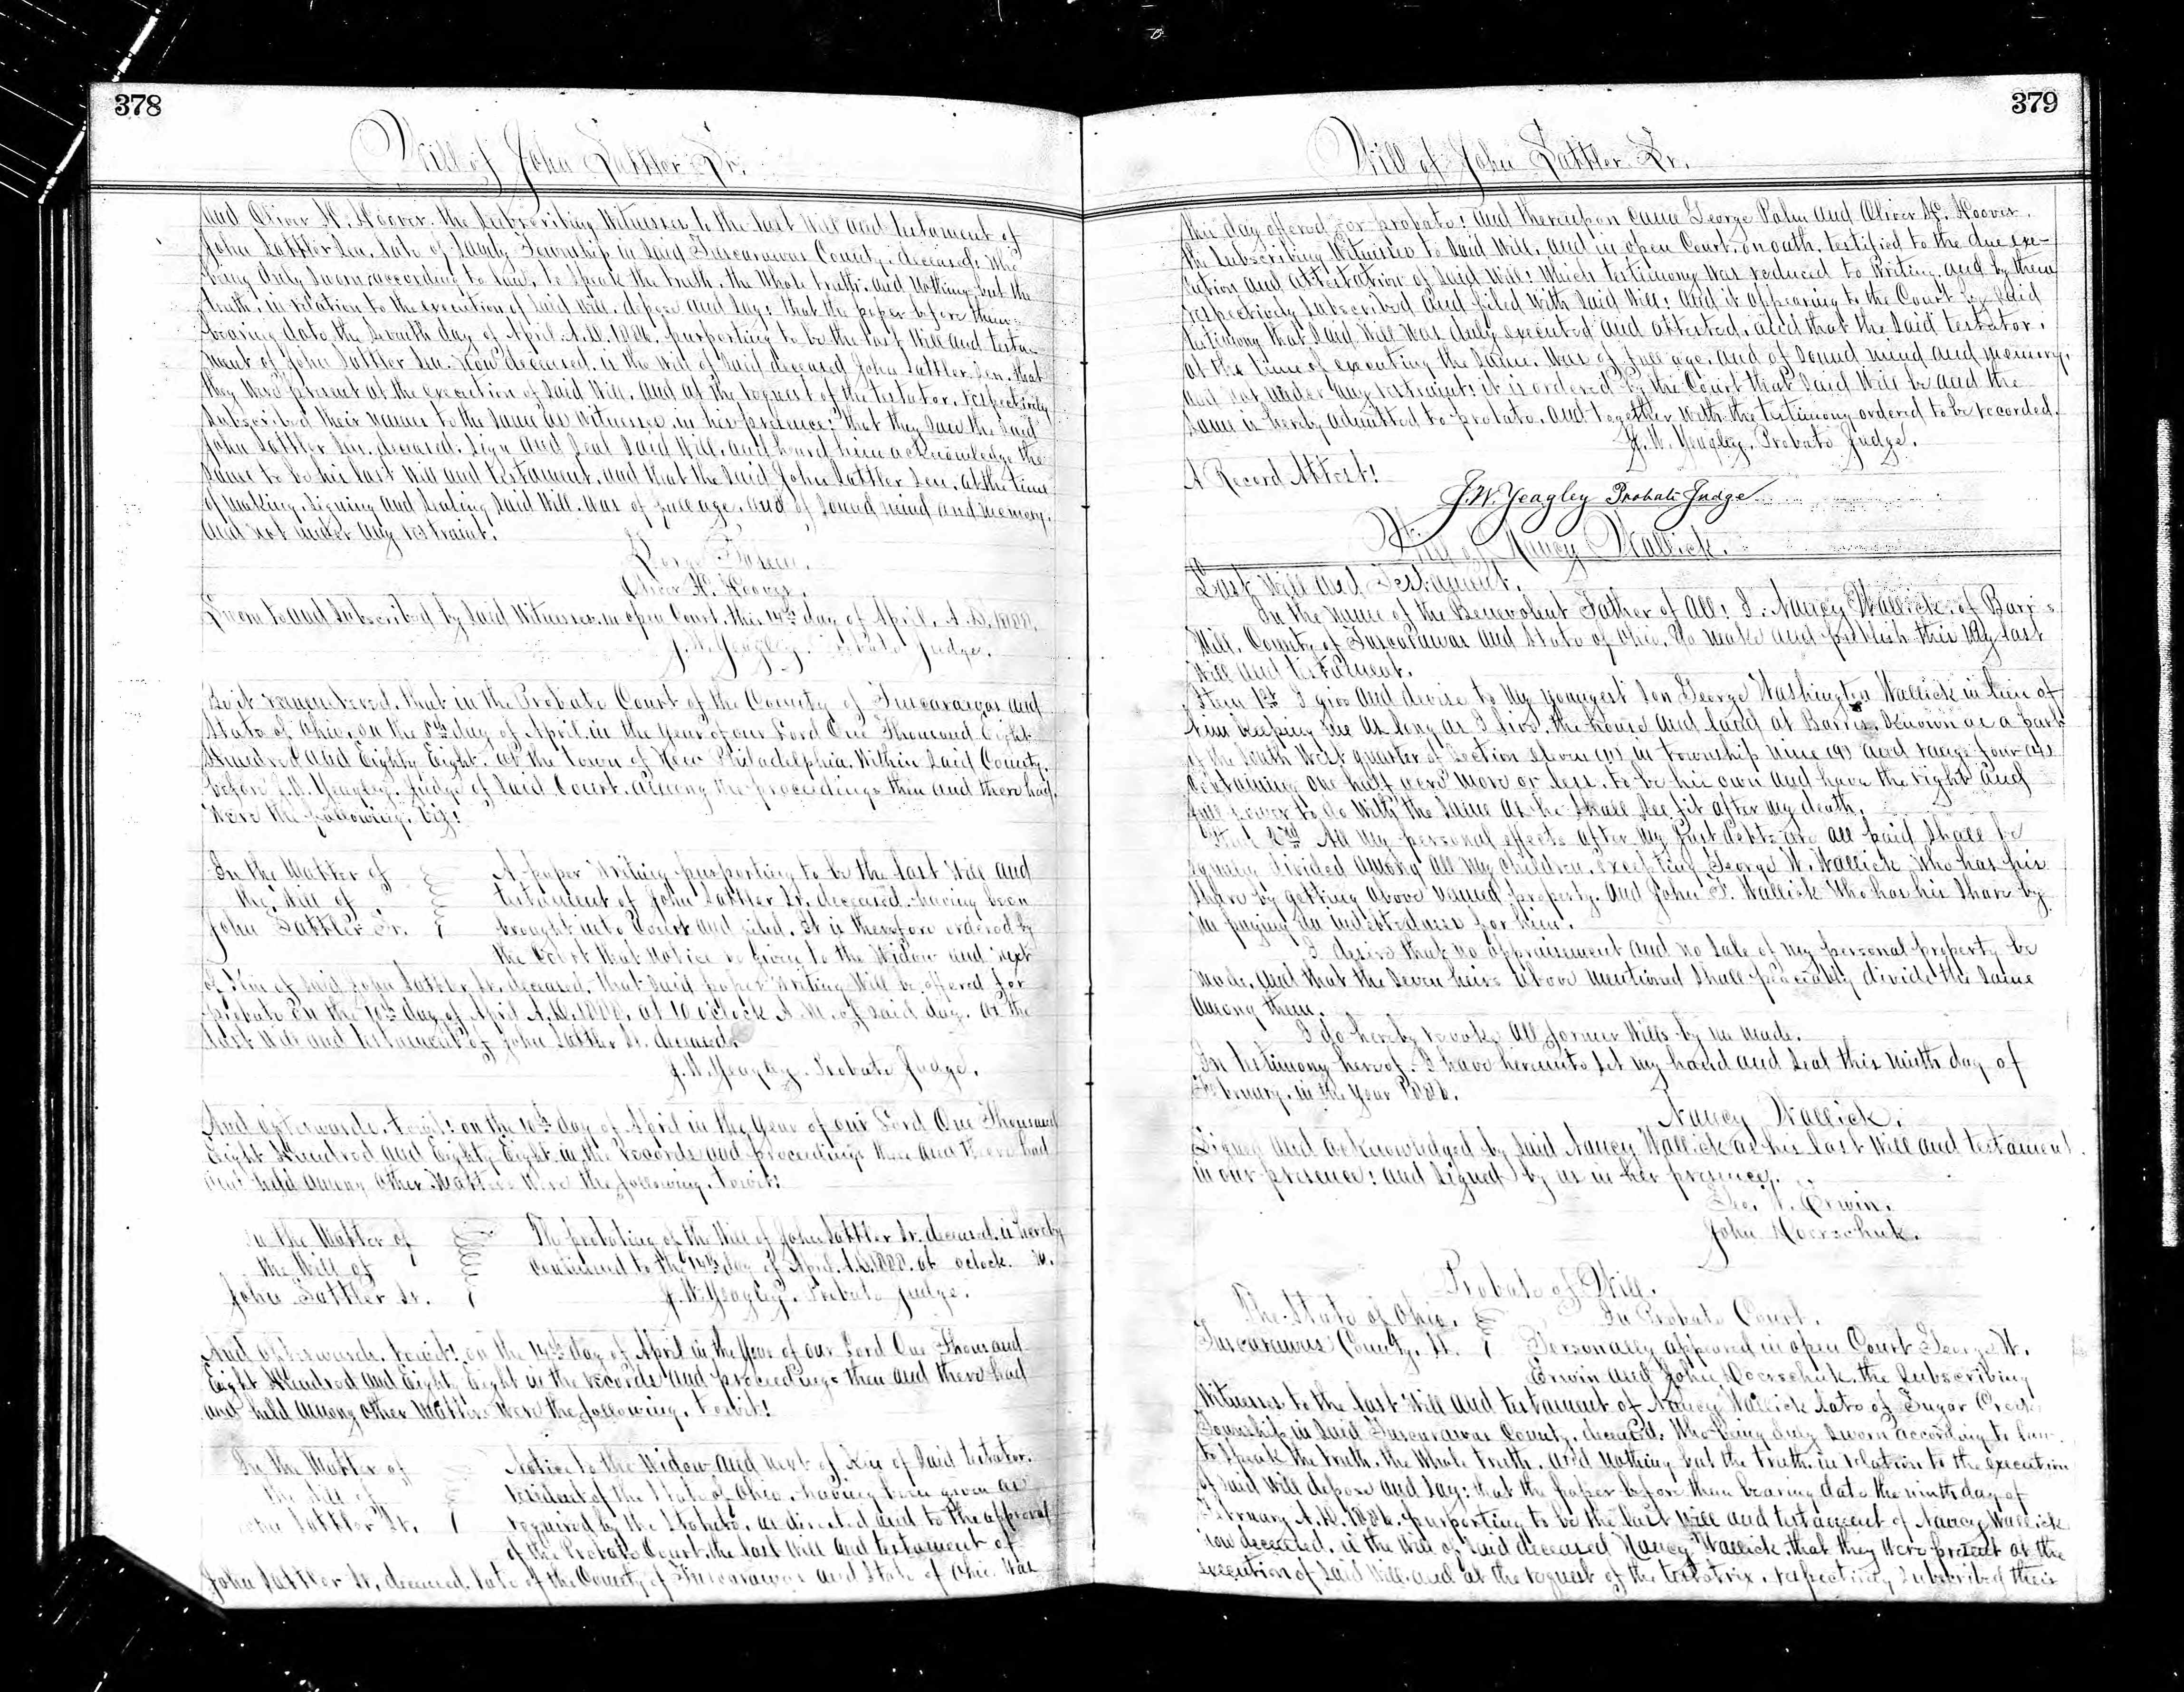 378
Will of John Sattler Sr.
and Oliver H. Hoover. the Subscribing Witnesses to the last Will and testament of
John Sattler Sen. late of Sandy Township in said Tuscarawas County, deceased: Who
being duly sworn according to law, to speak the truth, the Whole truth, and Nothing but the
truth, in relation to the execution of said Will, depose and say: that the paper before them
bearing date the Seventh day of April A.D. purporting to be the last Will and testa-
ment of John Sattler Sen. Now deceased, is the Will of said deceased John Sattler Sen. that
they Were present at the execution of said Will, and at the request of the testator, respectively
Subscribed their names to the same as Witnesses in his presence: that they saw the said
John Sattler Sen. deceased, Sign and Seal said Will, and heard him acknowledge the
same to be his last Will and testament, and that the said John Sattler Sen. at the time
of making, signing and sealing said Will, was of full age, and of sound mind and memory,
and not under any restraint.
George
Oliver H. Hoover.
Sworn to and Subscribed by said Witnesses in open Court, this 14th day of April, A.D. 1888.
J. W. Yeagley. Probate Judge.
Be it remembered, that in the Probate Court of the County of Tuscarawas and
State of Ohio, on the day of April in the year of our Lord One Thousand Eight
Hundred and Eighty Eight, at the town of New Philadelphia, Within said County,
before J. W. Yeagley, Judge of said Court, among the proceedings then and there had,
Were the following, viz:
In the Matter of
the Will of
John Sattler Sr.
A paper Writing purporting to be the last Will and
testament of John Sattler Sr. deceased, having been
brought into Court and filed. It is therefore ordered by
the Court that Notice be given to the Widow and next
of Kin of said John Sattler Sr. deceased, that said paper Writing Will be offered for
probate on the 10th day of April A.D. 1888, at 10 oclock A.M. of said day, as the
last Will and testament of John Sattler Sr. deceased.
J. W. Yeagley. Probate Judge.
And afterwards, towit: on the 10th day of April in the year of our Lord One Thousand
Eight Hundred and Eighty Eight in the records and proceedings then and there had
and held among other Matters Were the following, towit:
In the Matter of
the Will of
John Sattler Sr.
The probating of the Will of John Sattler Sr. deceased, is hereby
continued to the 14th day of April, A.D. 1888. at oclock M.
J. W. Yeagley. Probate Judge.
And afterwards, towit: on the 14th day of April in the Year of our Lord One Thousand
Eight Hundred and Eighty Eight in the records and proceedings then and there had
and held among other Matters Were the following, towit:
In the Matter of
the Will of
John Sattler Sr.
Notice to the Widow and next of Kin of said testator.
resident of the State of Ohio, having been given as
required by the Statute, as directed and to the approval
of the Probate Court, the last Will and testament of
John Sattler Sr. deceased, late of the County of Tuscarawas and State of Ohio Was
379
Will of John Sattler Sr.
this day offered for probate: and thereupon came George Palm and Oliver H. Hoover.
the Subscribing Witnesses to said Will, and in open Court, on oath, testified to the due exe-
cution and attestation of said Will: Which testimony Was reduced to Writing, and by them
respectively Subscribed and filed With said Will: and it appearing to the Court by said
testimony that said Will Was duly executed and attested, and that the said testator,
at the time of executing the same, Was of full age, and of sound mind and memory,
and not under any restraint: it is ordered by the Court that said Will be and the
same is hereby admitted to probate, and together with the testimony ordered to be recorded.
J. W. Yeagley, Probate Judge.
A Record Attest!
J.W. Yeagley Probate Judge
Will of Nancy Wallick.
Last Will and Testament.
In the name of the Benevolent Father of all: I, Nancy Wallick, of Barr's
Mill, County of Tuscarawas and State of Ohio, do make and publish this My last
Will and testament.
Item 1st I give and devise to My youngest son George Washington Wallick in lieu of
him keeping me as long as I live, the house and land at Barrs, Known as a part
of the South West quarter of Section eleven (11) in township nine (9) and range four (4)
containing one half acre more or less, to be his own and have the right and
full power to do With the same as he shall see fit after my death.
Item 2nd All my personal effects after my just debts are all paid shall be
equally divided among all my children, excepting George W. Wallick Who has his
share by getting above named property, and John F. Wallick Who has his share by
me paying an indebtedness for him.
I desire that no appraisement and no sale of my personal property be
made, and that the seven heirs above mentioned shall peaceably divide the same
among them.
I do hereby revoke all former Wills by me made.
In testimony hereof, I have hereunto set my hand and seal this ninth day of
February, in the year 1886.
Nancy Wallick.
Signed and acknowledged by said Nancy Wallick as his last Will and testament
in our presence: and signed by us in her presence.
Geo. W. Erwin.
John Doerschuk.
Probate of Will.
The State of Ohio,
Tuscarawas County, SS.
In Probate Court.
Personally appeared in open Court George W.
Erwin and John Doerschuk, the Subscribing
Witnesses to the last Will and testament of Nancy Wallick late of Sugar Creek
Township in said Tuscarawas County, deceased: Who being duly sworn according to law
to speak the truth, the Whole truth, and Nothing but the truth, in relation to the execution
of said Will depose and say: that the paper before them bearing date the ninth day of
February A.D. 1886, purporting to be the last Will and testament of Nancy Wallick
now deceased, is the Will of said deceased Nancy Wallick, that they Were present at the
execution of said Will, and at the request of the testatrix, respectively subscribed their